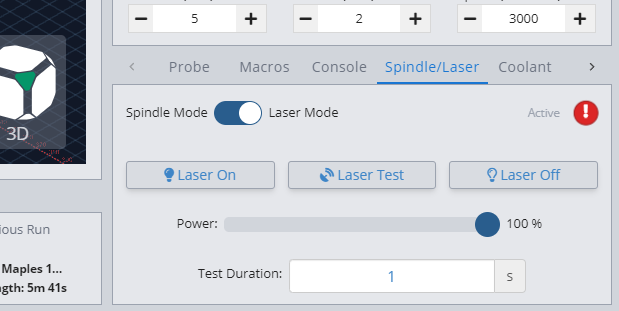 − 5 + − 2 + − 3000 +
Probe Macros Console Spindle/Laser Coolant
Spindle Mode Laser Mode Active
3D
Laser On Laser Test Laser Off
Power: 100 %
ious Run
Maples 1...
gth: 5m 41s
Test Duration: 1 s